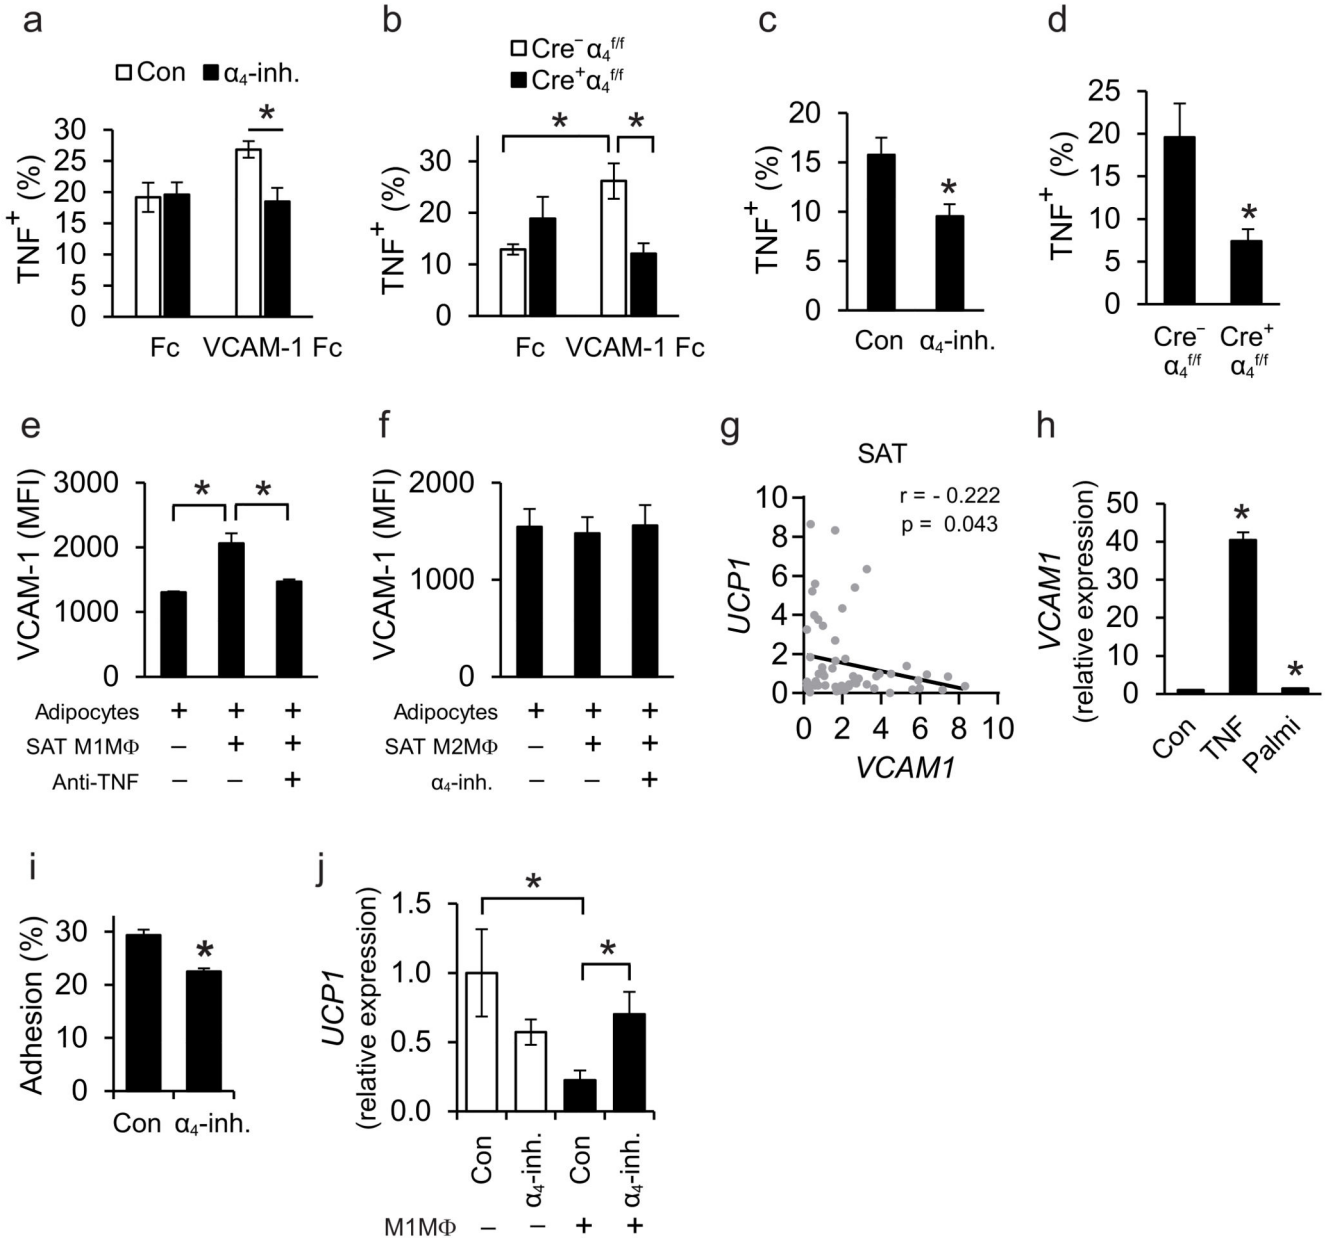 a
Con α₄-inh.
*
TNF⁺ (%)
30
25
20
15
10
5
0
Fc VCAM-1 Fc
b
Cre⁻ α₄f/f
Cre⁺ α₄f/f
* *
TNF⁺ (%)
30
20
10
0
Fc VCAM-1 Fc
c
TNF⁺ (%)
20
15
10
5
0
*
Con α₄-inh.
d
TNF⁺ (%)
25
20
15
10
5
0
*
Cre⁻ Cre⁺
α₄f/f α₄f/f
e
VCAM-1 (MFI)
3000
2000
1000
0
* *
Adipocytes + + +
SAT M1MΦ – + +
Anti-TNF – – +
f
VCAM-1 (MFI)
2000
1000
0
Adipocytes + + +
SAT M2MΦ – + +
α₄-inh. – – +
g
SAT
r = - 0.222
p = 0.043
UCP1
10
8
6
4
2
0
0 2 4 6 8 10
VCAM1
h
VCAM1
(relative expression)
50
40
30
20
10
0
* *
Con TNF Palmi
i
Adhesion (%)
30
20
10
0
*
Con α₄-inh.
j
UCP1
(relative expression)
1.5
1.0
0.5
0.0
* *
Con α₄-inh. Con α₄-inh.
M1MΦ – – + +